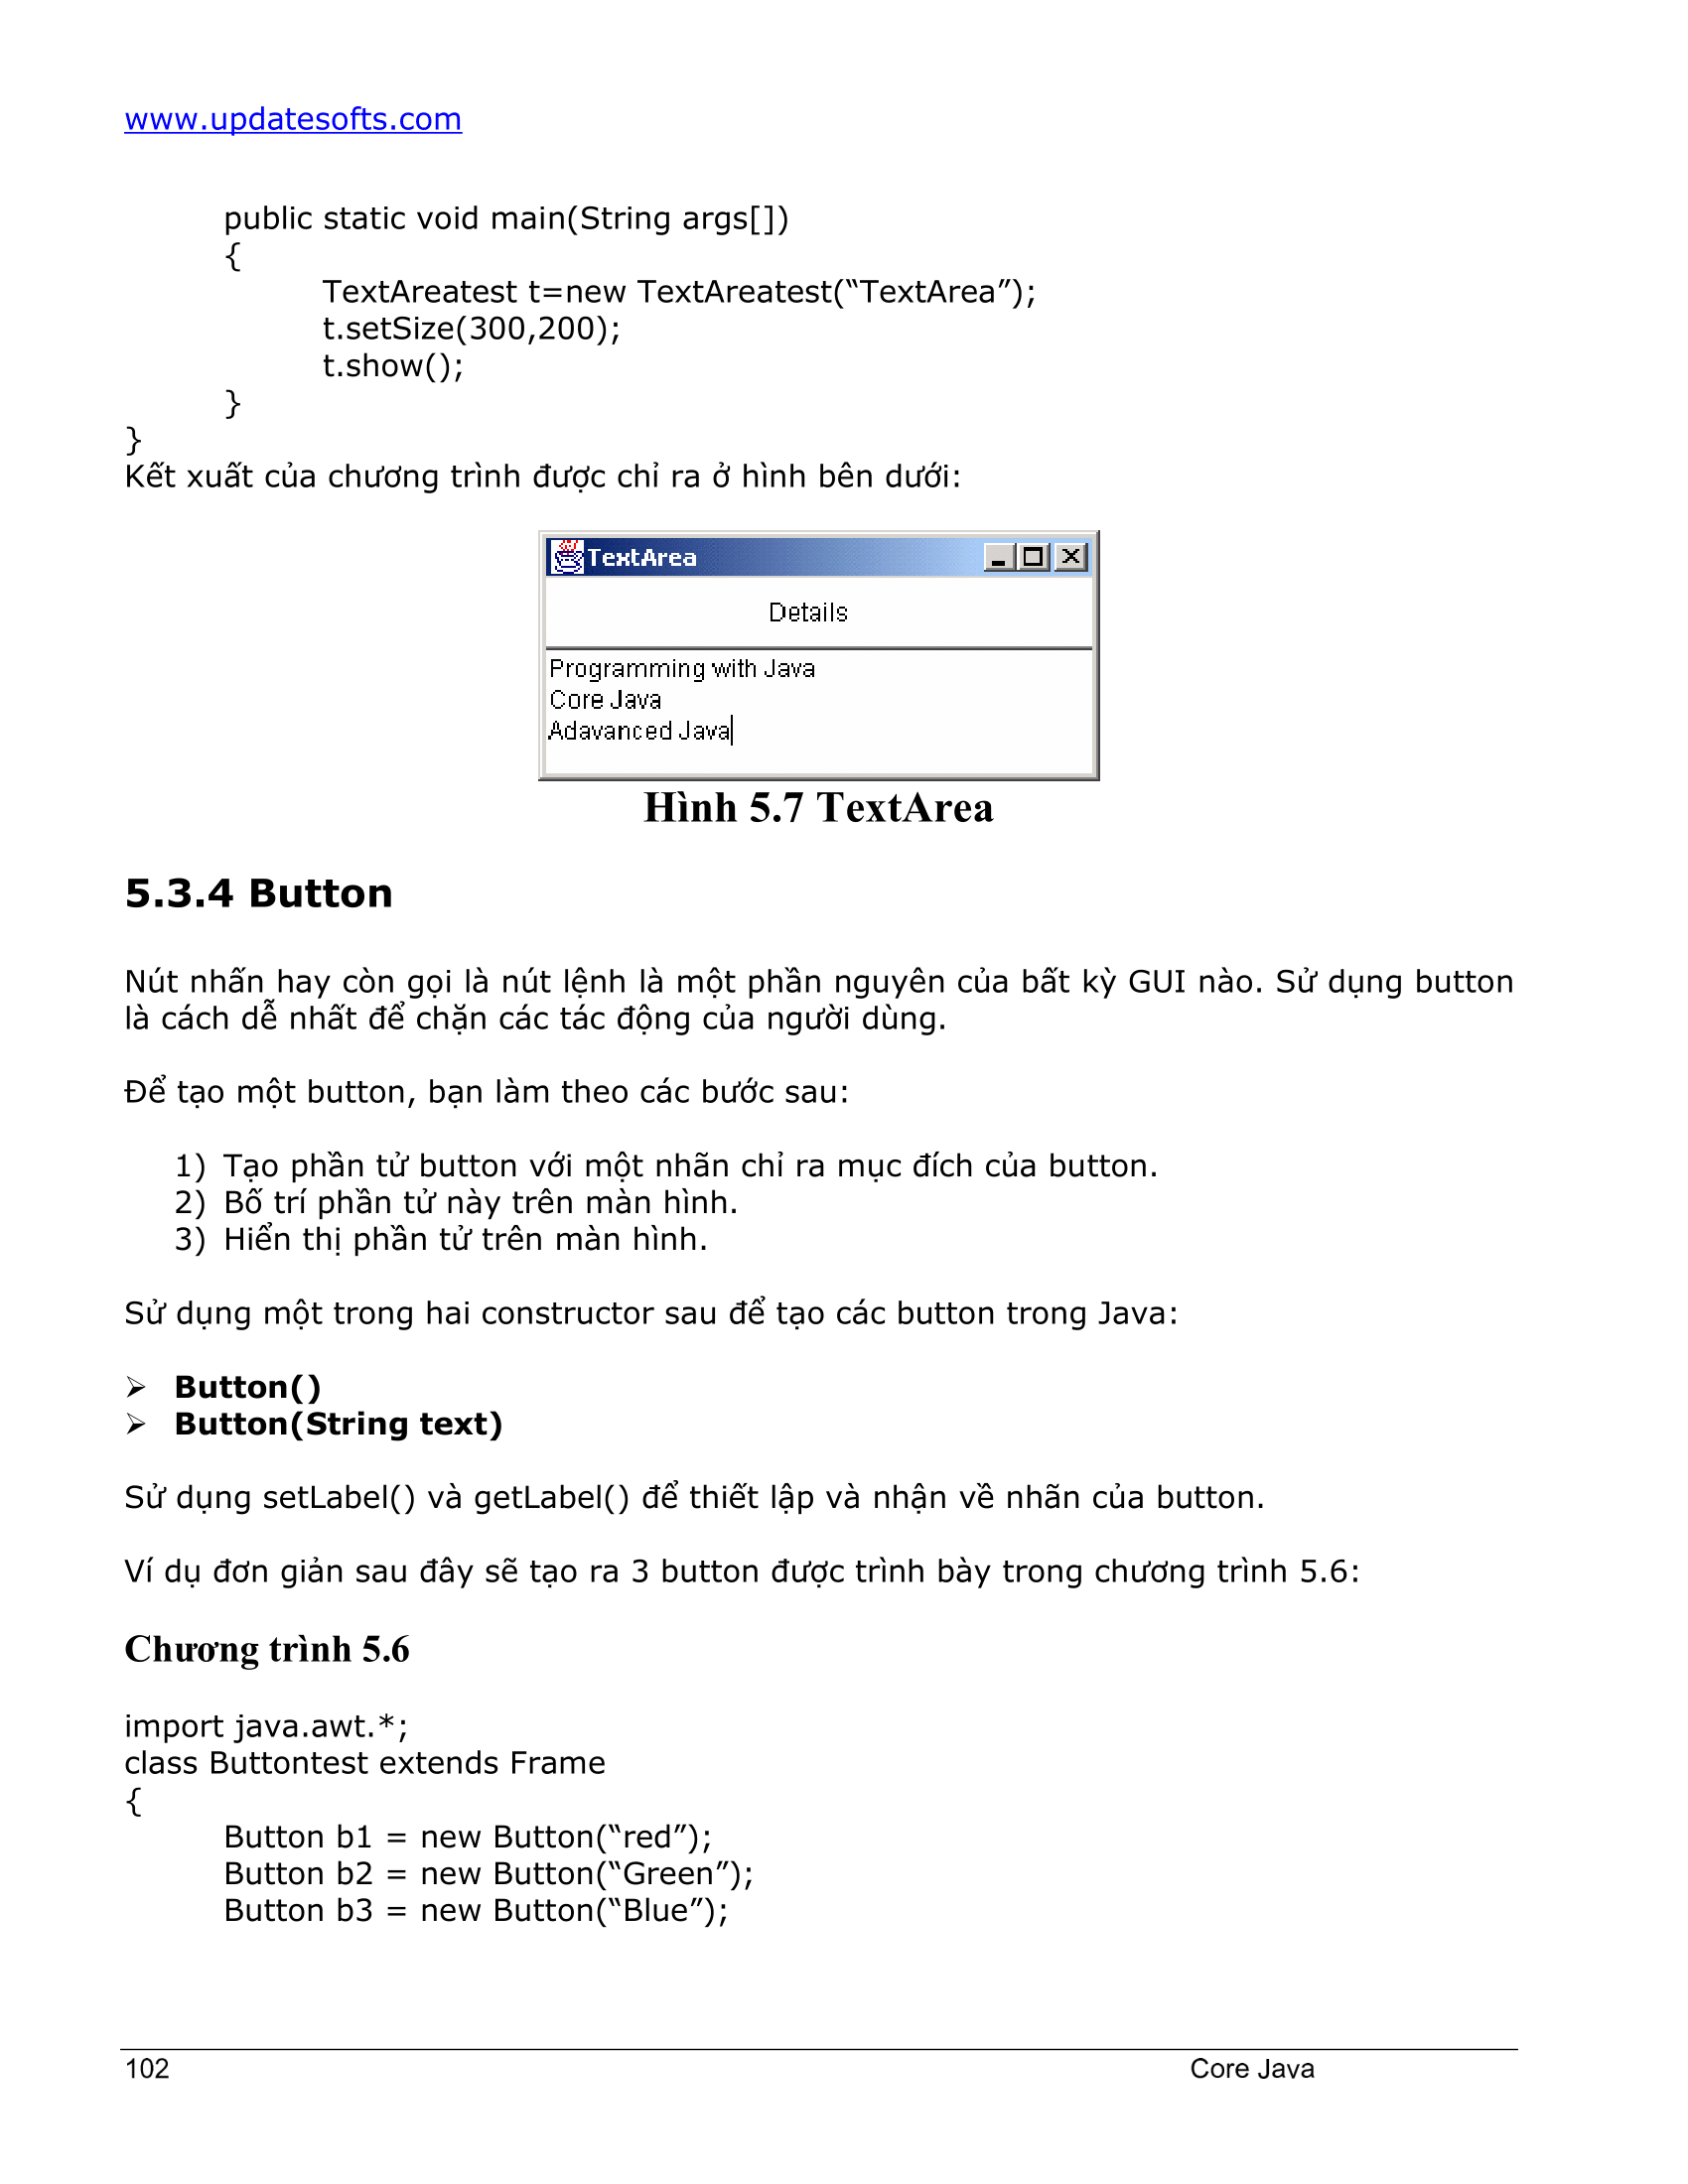 www.updatesofts.com
public static void main(String args[])
{
TextAreatest t=new TextAreatest(“TextArea”);
t.setSize(300,200);
t.show();
}
}
Kết xuất của chương trình được chỉ ra ở hình bên dưới:
TextArea
Details
Programming with Java
Core Java
Adavanced Java
Hình 5.7 TextArea
5.3.4 Button
Nút nhấn hay còn gọi là nút lệnh là một phần nguyên của bất kỳ GUI nào. Sử dụng button
là cách dễ nhất để chặn các tác động của người dùng.
Để tạo một button, bạn làm theo các bước sau:
1) Tạo phần tử button với một nhãn chỉ ra mục đích của button.
2) Bố trí phần tử này trên màn hình.
3) Hiển thị phần tử trên màn hình.
Sử dụng một trong hai constructor sau để tạo các button trong Java:
➢ Button()
➢ Button(String text)
Sử dụng setLabel() và getLabel() để thiết lập và nhận về nhãn của button.
Ví dụ đơn giản sau đây sẽ tạo ra 3 button được trình bày trong chương trình 5.6:
Chương trình 5.6
import java.awt.*;
class Buttontest extends Frame
{
Button b1 = new Button(“red”);
Button b2 = new Button(“Green”);
Button b3 = new Button(“Blue”);
102 Core Java